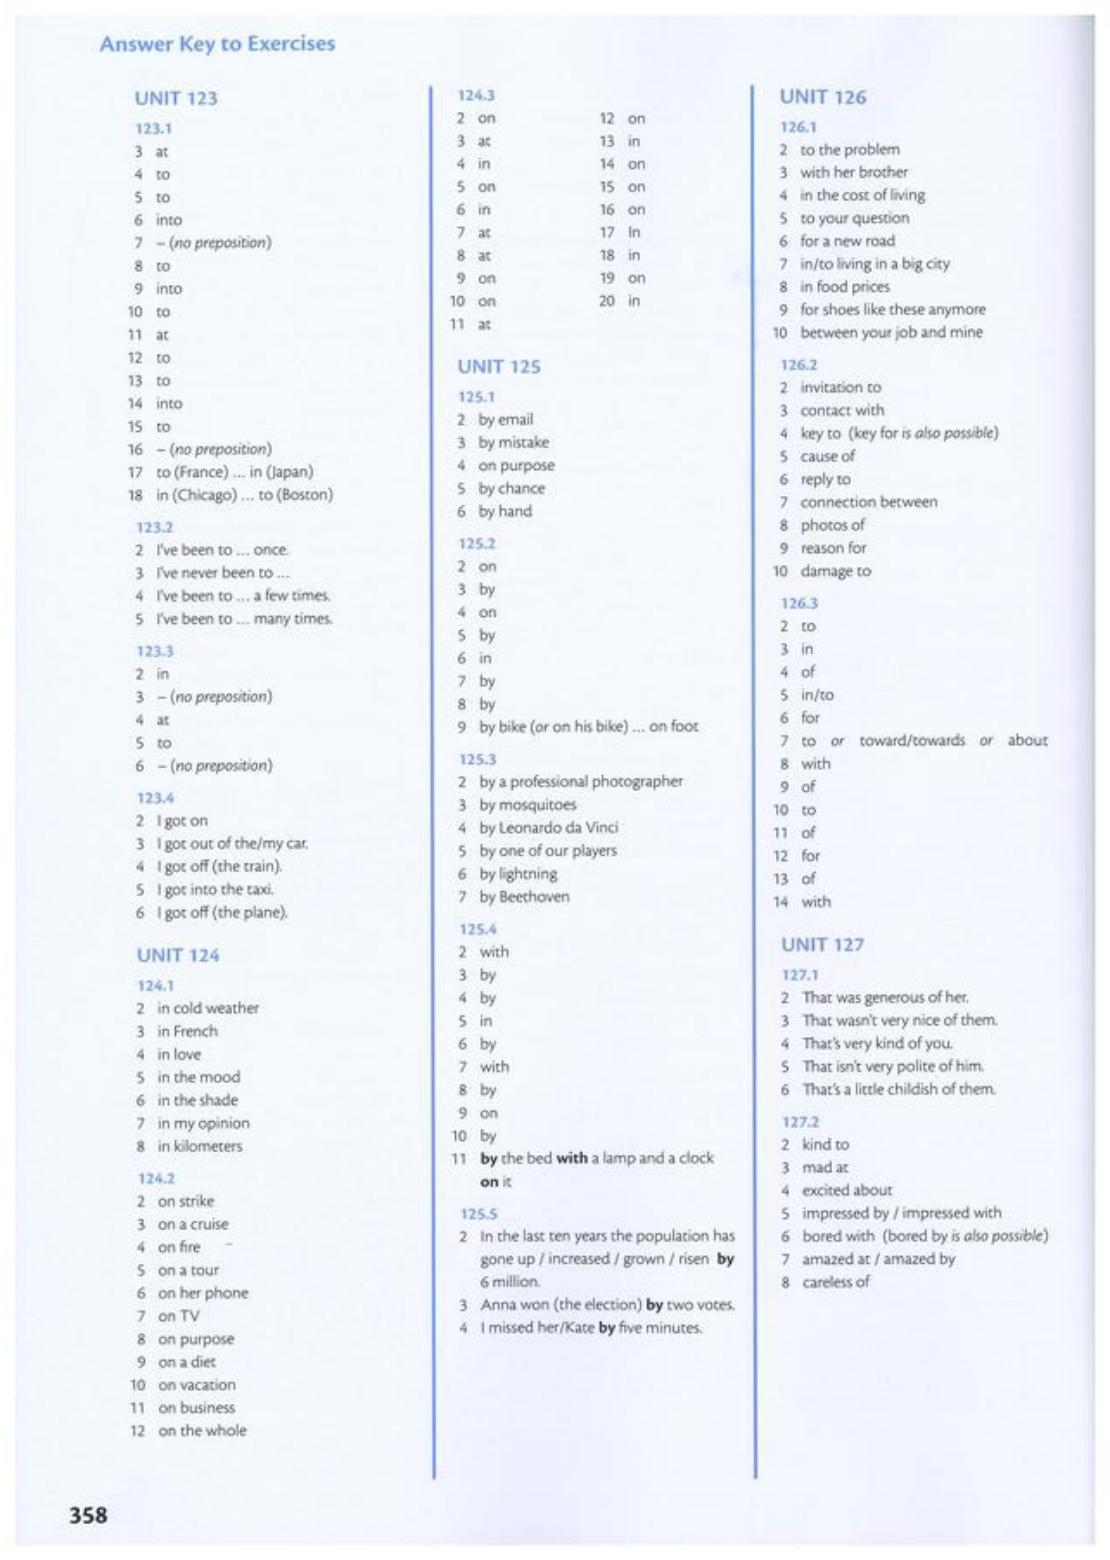 Answer Key to Exercises
UNIT 123
123.1
3 at
4 to
5 to
6 into
7 – (no preposition)
8 to
9 into
10 to
11 at
12 to
13 to
14 into
15 to
16 – (no preposition)
17 to (France) ... in (Japan)
18 in (Chicago) ... to (Boston)
123.2
2 I've been to ... once.
3 I've never been to ...
4 I've been to ... a few times.
5 I've been to ... many times.
123.3
2 in
3 – (no preposition)
4 at
5 to
6 – (no preposition)
123.4
2 I got on
3 I got out of the/my car.
4 I got off (the train).
5 I got into the taxi.
6 I got off (the plane).
UNIT 124
124.1
2 in cold weather
3 in French
4 in love
5 in the mood
6 in the shade
7 in my opinion
8 in kilometers
124.2
2 on strike
3 on a cruise
4 on fire
5 on a tour
6 on her phone
7 on TV
8 on purpose
9 on a diet
10 on vacation
11 on business
12 on the whole
124.3
2 on
3 at
4 in
5 on
6 in
7 at
8 at
9 on
10 on
11 at
12 on
13 in
14 on
15 on
16 on
17 In
18 in
19 on
20 in
UNIT 125
125.1
2 by email
3 by mistake
4 on purpose
5 by chance
6 by hand
125.2
2 on
3 by
4 on
5 by
6 in
7 by
8 by
9 by bike (or on his bike) ... on foot
125.3
2 by a professional photographer
3 by mosquitoes
4 by Leonardo da Vinci
5 by one of our players
6 by lightning
7 by Beethoven
125.4
2 with
3 by
4 by
5 in
6 by
7 with
8 by
9 on
10 by
11 by the bed with a lamp and a clock
on it
125.5
2 In the last ten years the population has
gone up / increased / grown / risen by
6 million.
3 Anna won (the election) by two votes.
4 I missed her/Kate by five minutes.
UNIT 126
126.1
2 to the problem
3 with her brother
4 in the cost of living
5 to your question
6 for a new road
7 in/to living in a big city
8 in food prices
9 for shoes like these anymore
10 between your job and mine
126.2
2 invitation to
3 contact with
4 key to (key for is also possible)
5 cause of
6 reply to
7 connection between
8 photos of
9 reason for
10 damage to
126.3
2 to
3 in
4 of
5 in/to
6 for
7 to or toward/towards or about
8 with
9 of
10 to
11 of
12 for
13 of
14 with
UNIT 127
127.1
2 That was generous of her.
3 That wasn't very nice of them.
4 That's very kind of you.
5 That isn't very polite of him.
6 That's a little childish of them.
127.2
2 kind to
3 mad at
4 excited about
5 impressed by / impressed with
6 bored with (bored by is also possible)
7 amazed at / amazed by
8 careless of
358